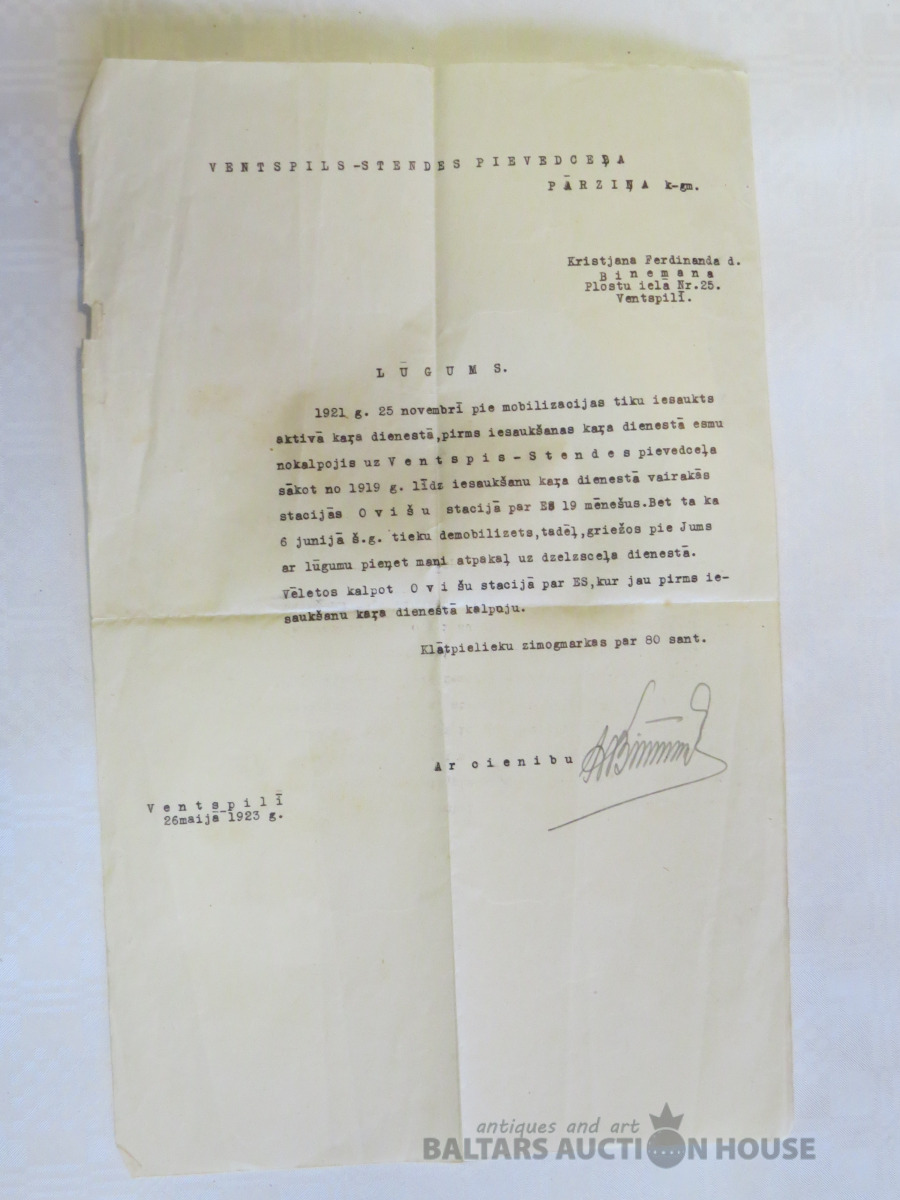 VENTSPILS-STENDES PIEVEDCEĻA
PĀRZIŅA k-gm.
Kristjana Ferdinanda d.
Binemana
Plostu ielā Nr.25.
Ventspilī.
LŪGUMS.
1921 g. 25 novembrī pie mobilizacijas tiku iesaukts
aktivā kaŗa dienestā,pirms iesaukšanas kaŗa dienestā esmu
nokalpojis uz Ventspis-Stendes pievedceļa
sākot no 1919 g. līdz iesaukšanu kaŗa dienestā vairakās
stacijās Ovišu stacijā par ES 19 mēnešus.Bet ta ka
6 junijā š.g. tieku demobilizets,tadēļ,griežos pie Jums
ar lūgumu pieņet mani atpakaļ uz dzelzsceļa dienestā.
Vēletos kalpot Ovišu stacijā par ES,kur jau pirms ie-
saukšanu kaŗa dienestā kalpoju.
Klātpielieku zimogmarkas par 80 sant.
Ar cienibu
Ventspilī
26maijā 1923 g.
antiques and art
BALTARS AUCTION HOUSE